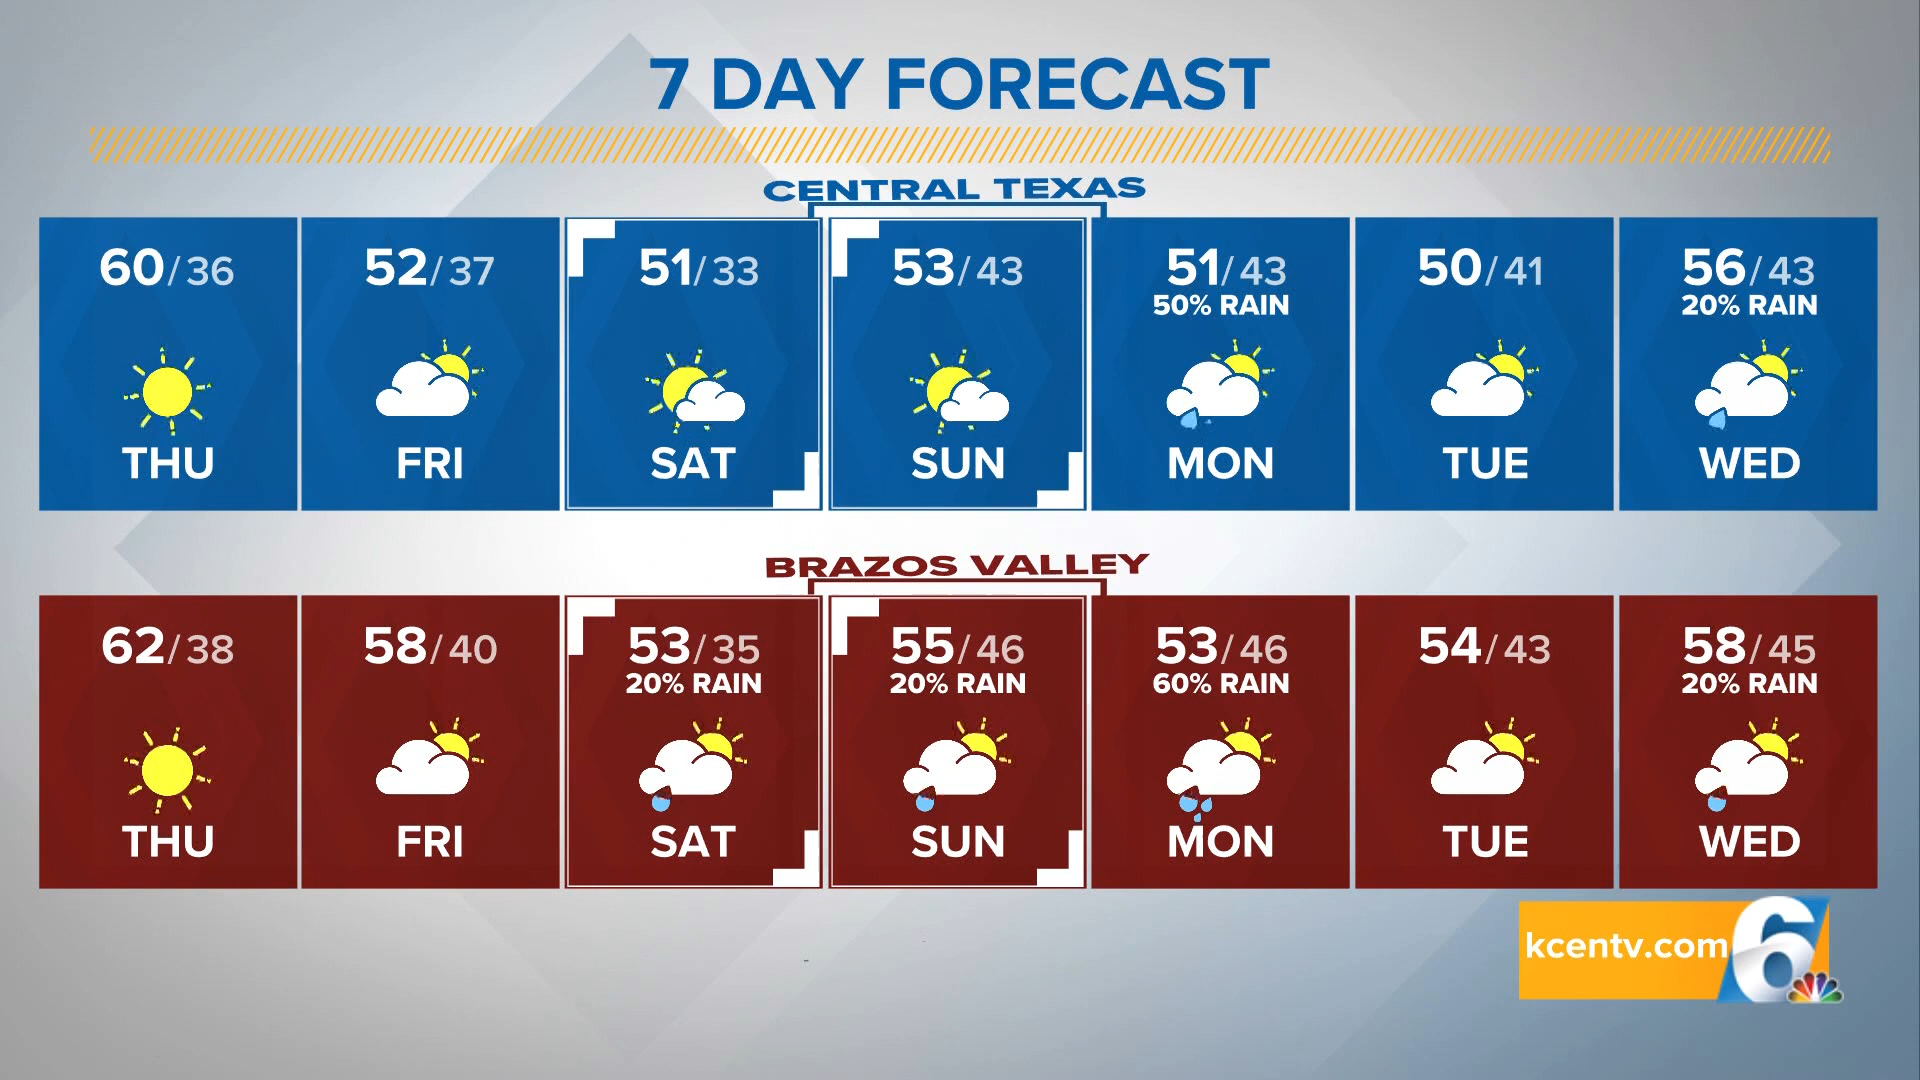 7 DAY FORECAST
CENTRAL TEXAS
60/36 52/37 51/33 53/43 51/43 50/41 56/43
50% RAIN 20% RAIN
THU FRI SAT SUN MON TUE WED
BRAZOS VALLEY
62/38 58/40 53/35 55/46 53/46 54/43 58/45
20% RAIN 20% RAIN 60% RAIN 20% RAIN
THU FRI SAT SUN MON TUE WED
kcentv.com 6